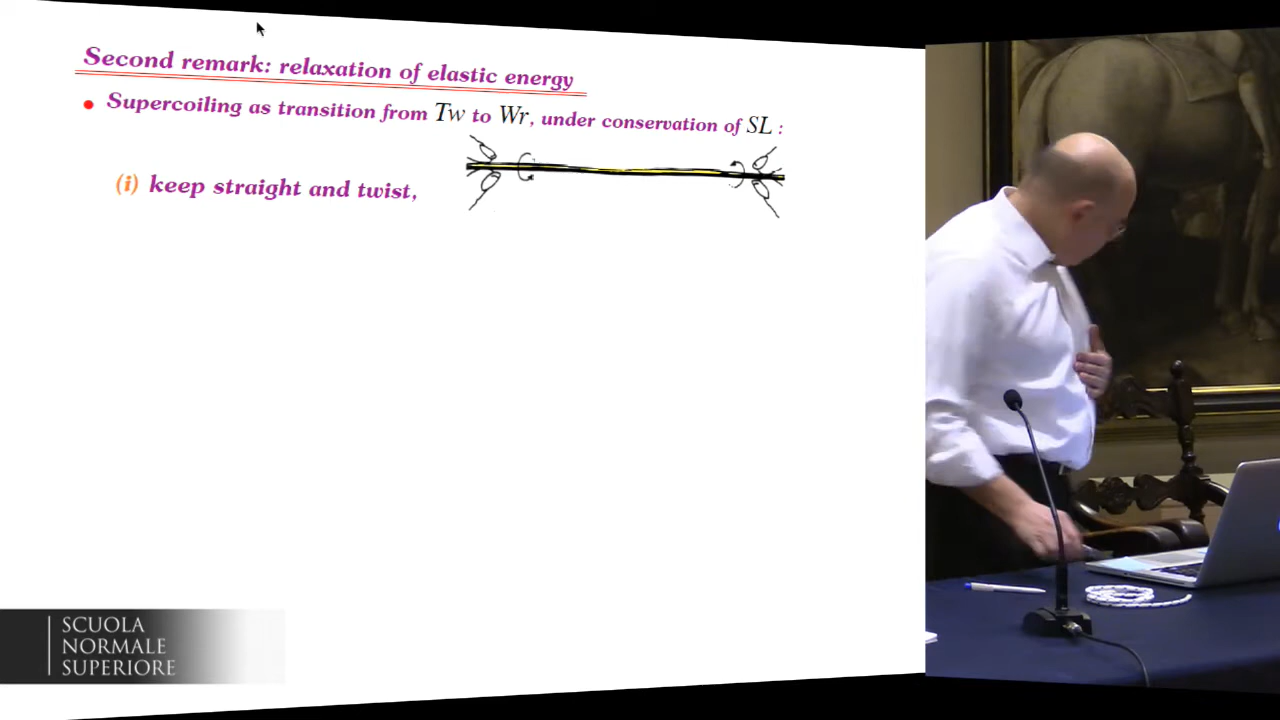 Second remark: relaxation of elastic energy
• Supercoiling as transition from Tw to Wr, under conservation of SL :
(i) keep straight and twist,
SCUOLA
NORMALE
SUPERIORE